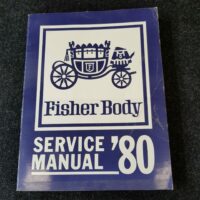 Fisher Body
SERVICE
MANUAL '80